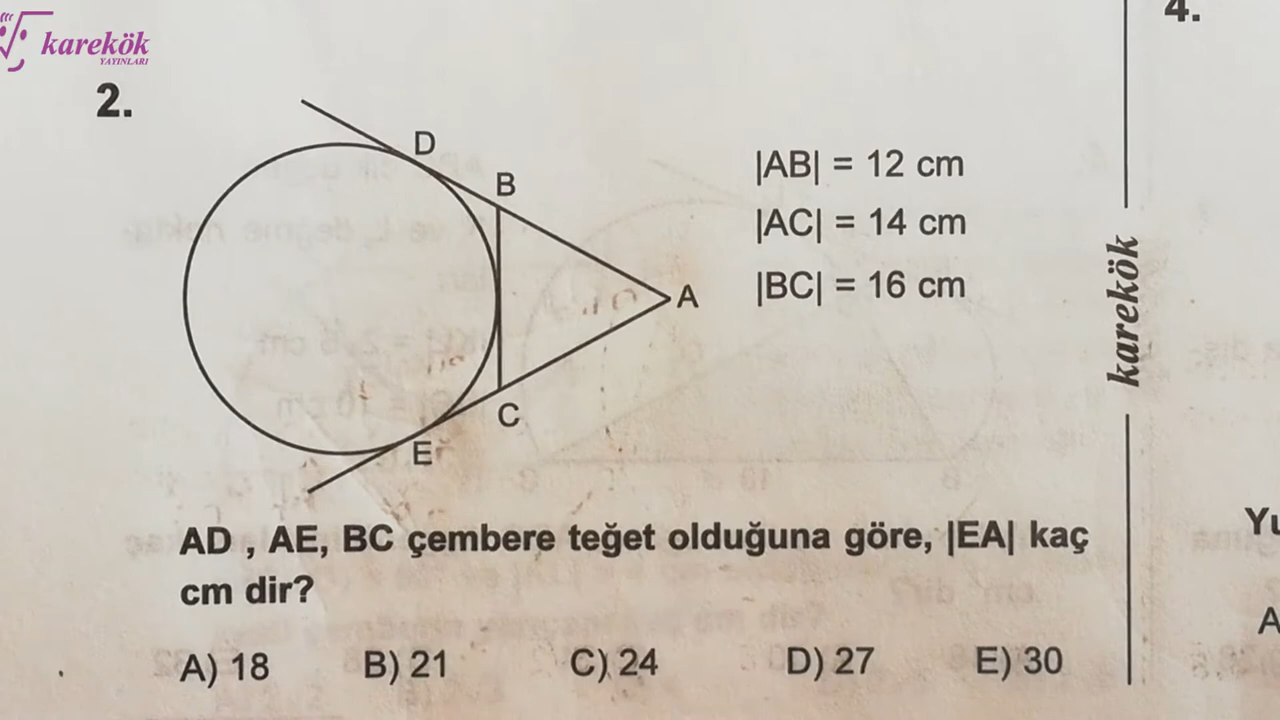 karekök
YAYINLARI
2.
D
B
A
C
E
|AB| = 12 cm
|AC| = 14 cm
|BC| = 16 cm
AD , AE, BC çembere teğet olduğuna göre, |EA| kaç
cm dir?
A) 18 B) 21 C) 24 D) 27 E) 30
karekök
4.
Yu
A